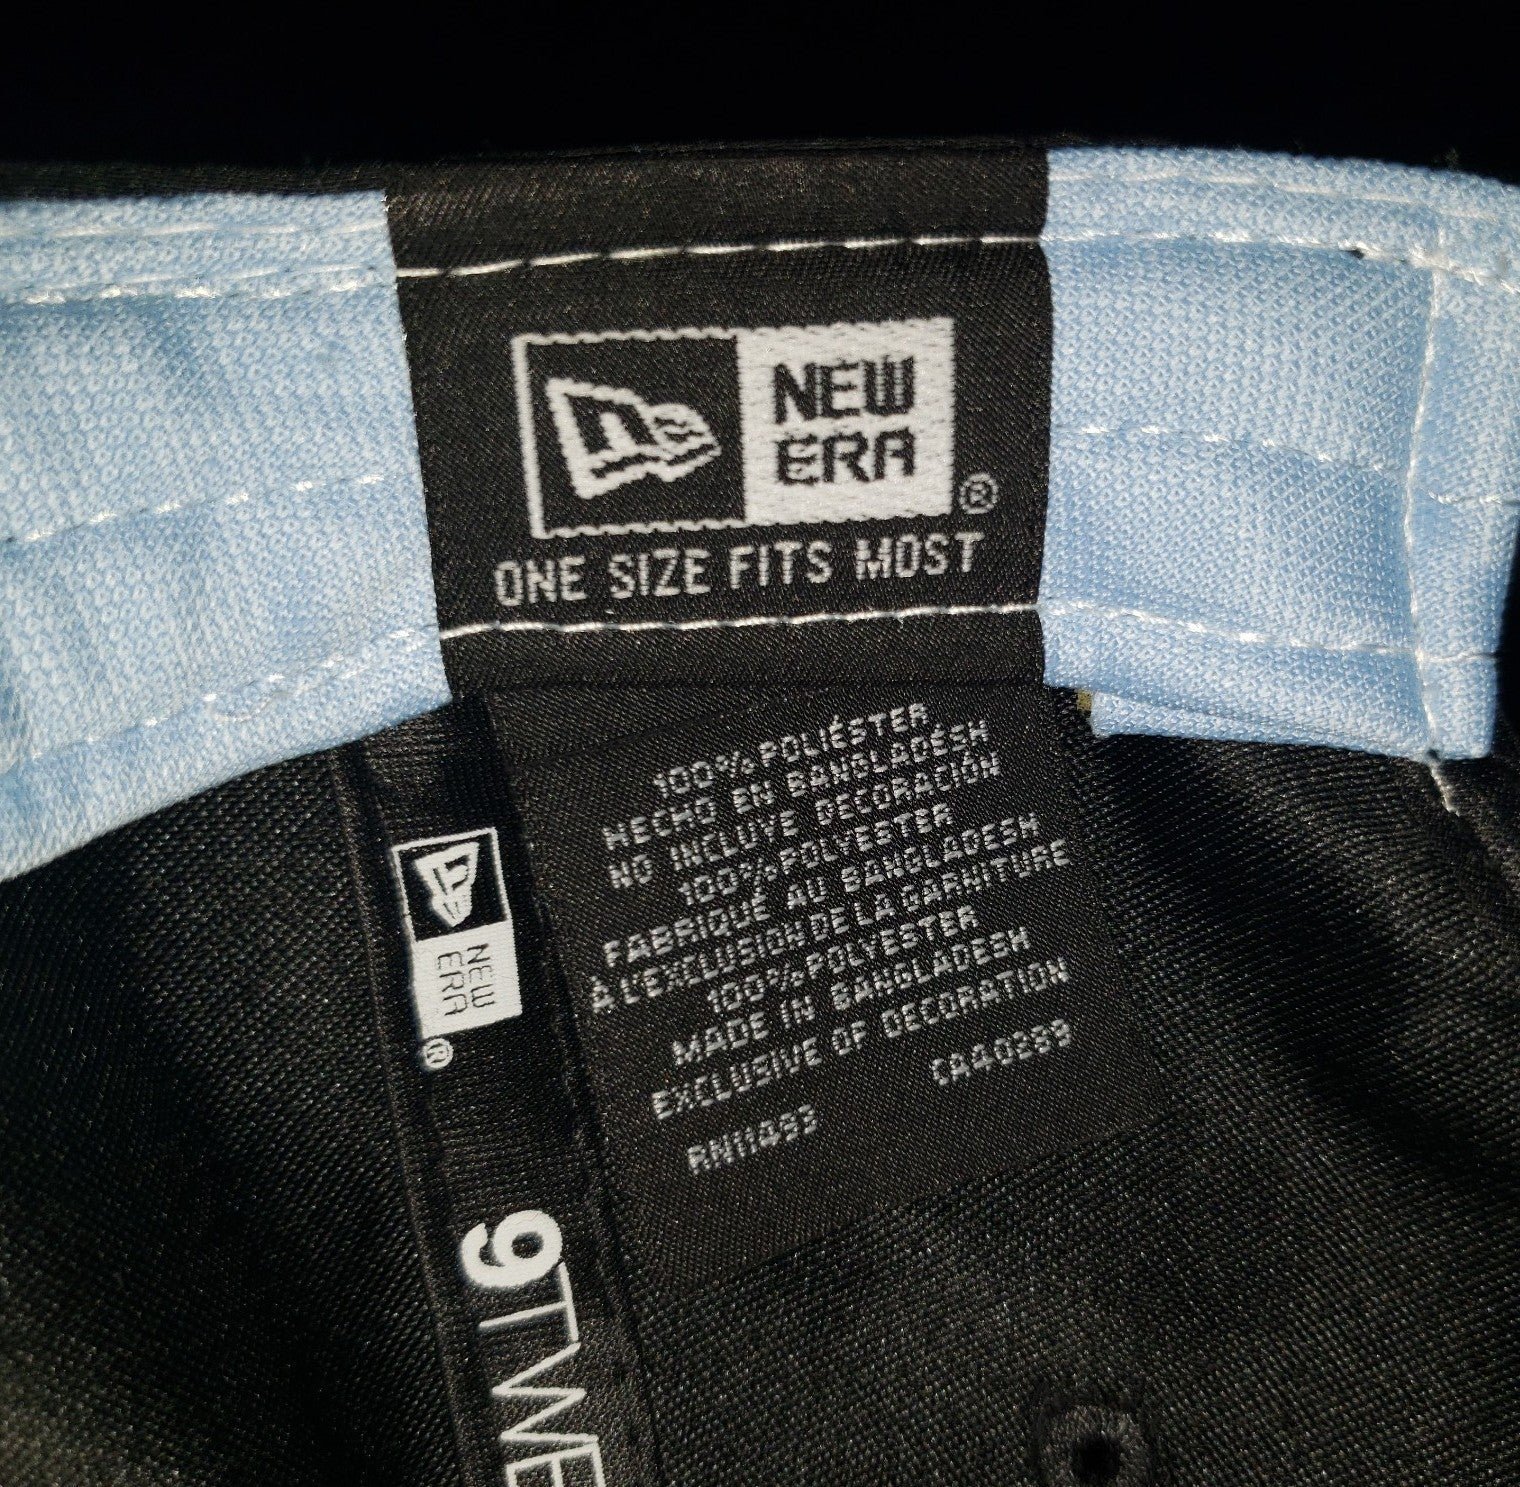 NEW
ERA
®
ONE SIZE FITS MOST
100% POLIÉSTER
HECHO EN BANGLADESH
NO INCLUYE DECORACIÓN
100% POLYESTER
FABRIQUÉ AU BANGLADESH
À L'EXCLUSION DE LA GARNITURE
100% POLYESTER
MADE IN BANGLADESH
EXCLUSIVE OF DECORATION
RN11493 CA40389
NEW
ERA
®
9TWE